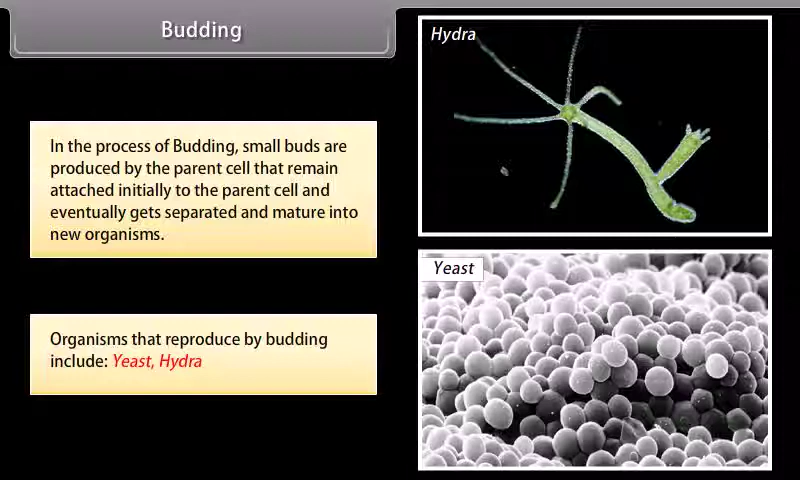 Budding
In the process of Budding, small buds are
produced by the parent cell that remain
attached initially to the parent cell and
eventually gets separated and mature into
new organisms.
Organisms that reproduce by budding
include: Yeast, Hydra
Hydra
Yeast